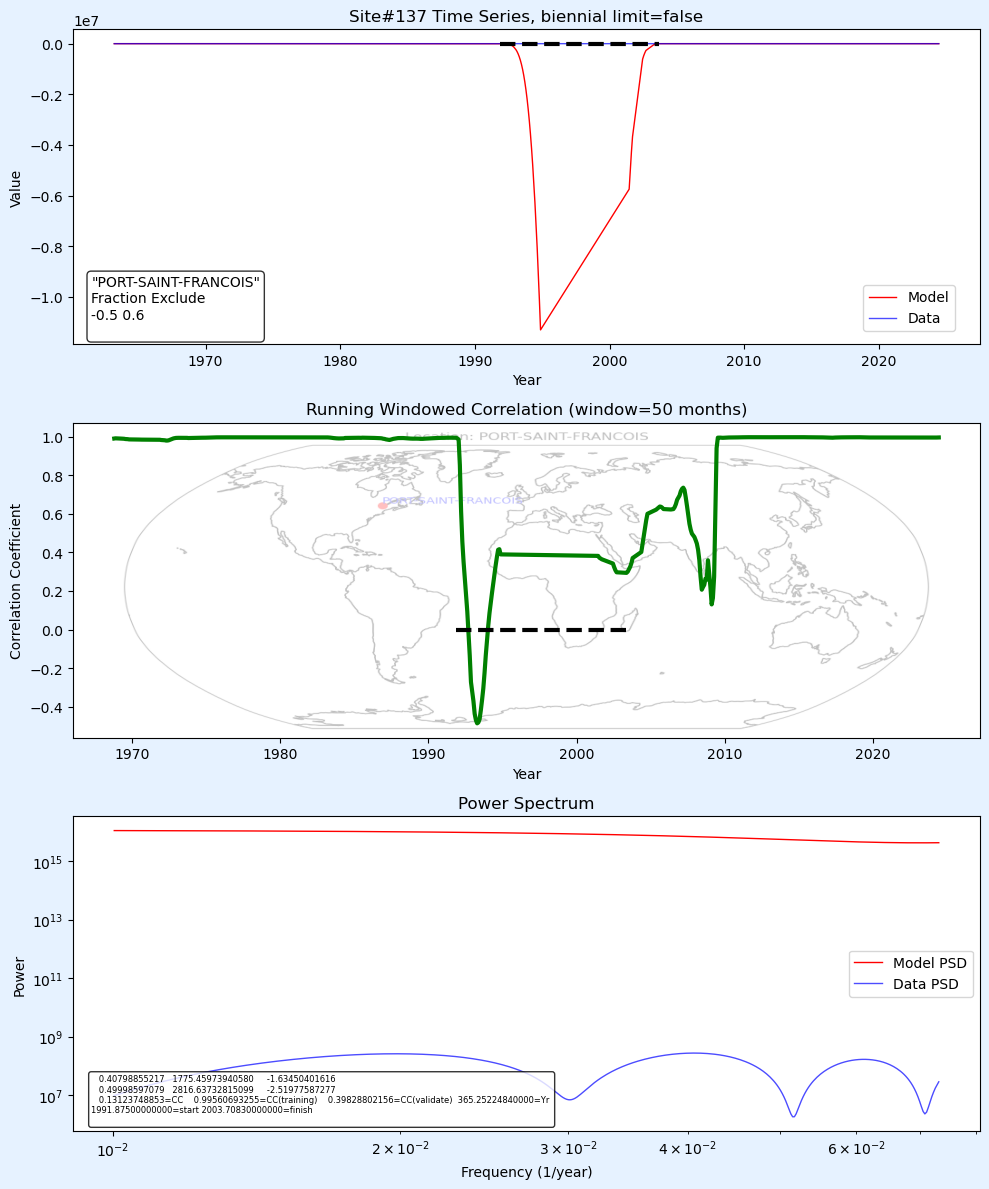 Site#137 Time Series, biennial limit=false
1e7
0.0
−0.2
−0.4
−0.6
−0.8
−1.0
Value
"PORT-SAINT-FRANCOIS"
Fraction Exclude
-0.5 0.6
Model
Data
1970
1980
1990
2000
2010
2020
Year
Running Windowed Correlation (window=50 months)
Location: PORT-SAINT-FRANCOIS
PORT-SAINT-FRANCOIS
1.0
0.8
0.6
0.4
0.2
0.0
−0.2
−0.4
Correlation Coefficient
1970
1980
1990
2000
2010
2020
Year
Power Spectrum
10^15
10^13
10^11
10^9
10^7
Power
Model PSD
Data PSD
0.40798855217 1775.45973940580 -1.63450401616
0.49998597079 2816.63732815099 -2.51977587277
0.13123748853=CC 0.99560693255=CC(training) 0.39828802156=CC(validate) 365.25224840000=Yr
1991.87500000000=start 2003.70830000000=finish
10^−2
2 × 10^−2
3 × 10^−2
4 × 10^−2
6 × 10^−2
Frequency (1/year)